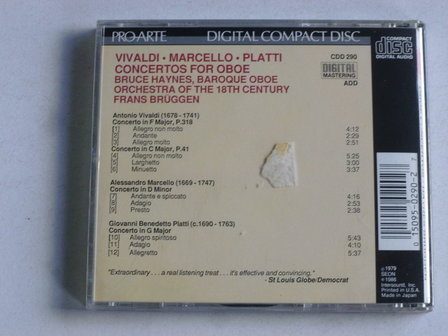 PRO-ARTE DIGITAL COMPACT DISC
COMPACT
disc
DIGITAL AUDIO
VIVALDI · MARCELLO · PLATTI
CONCERTOS FOR OBOE
BRUCE HAYNES, BAROQUE OBOE
ORCHESTRA OF THE 18TH CENTURY
FRANS BRÜGGEN
CDD 290
DIGITAL
MASTERING
ADD
Antonio Vivaldi (1678 - 1741)
Concerto in F Major, P.318
[1] Allegro non molto 4:12
[2] Andante 2:29
[3] Allegro molto 2:51
Concerto in C Major, P.41
[4] Allegro non molto 5:25
[5] Larghetto 3:00
[6] Minuetto 3:37
Alessandro Marcello (1669 - 1747)
Concerto in D Minor
[7] Andante e spiccato 4:16
[8] Adagio 2:53
[9] Presto 2:38
Giovanni Benedetto Platti (c.1690 - 1763)
Concerto in G Major
[10] Allegro spiritoso 5:43
[11] Adagio 4:10
[12] Allegretto 5:37
"Extraordinary . . . a real listening treat . . . it's effective and convincing."
- St Louis Globe/Democrat
0 15095-0290-2 7
℗1979
SEON
©1986
Intersound, Inc.
Printed in U.S.A.
Made in Japan